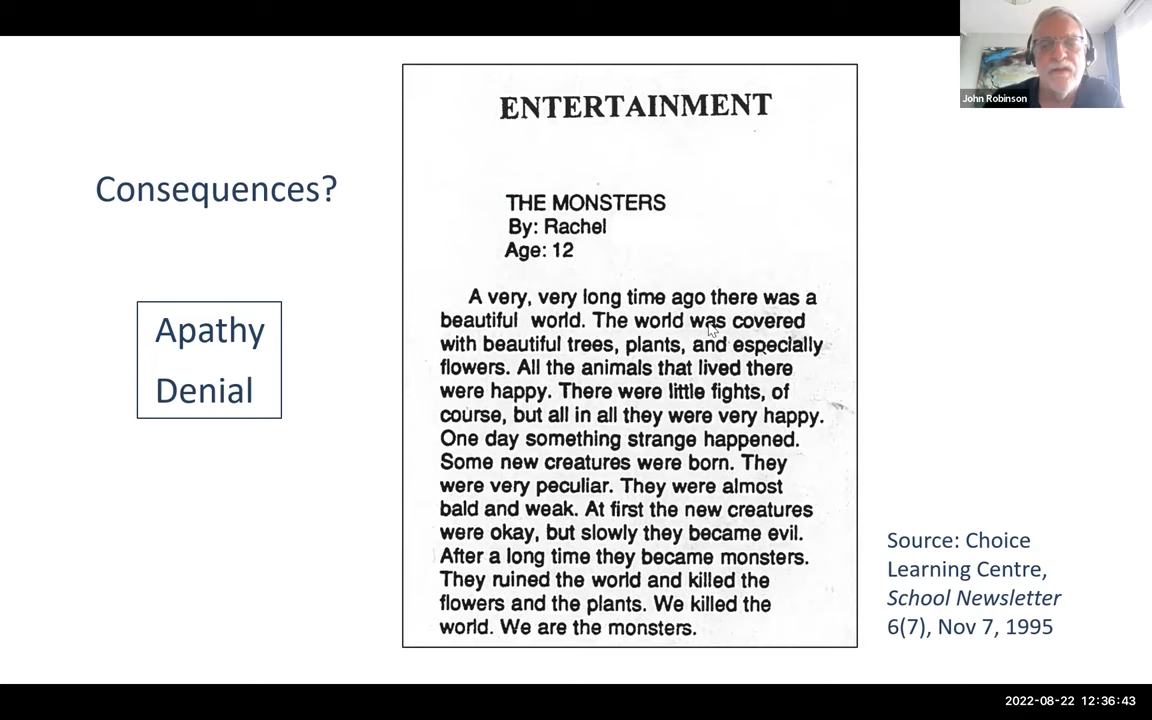 John Robinson
ENTERTAINMENT
Consequences?
THE MONSTERS
By: Rachel
Age: 12
Apathy
Denial
A very, very long time ago there was a
beautiful world. The world was covered
with beautiful trees, plants, and especially
flowers. All the animals that lived there
were happy. There were little fights, of
course, but all in all they were very happy.
One day something strange happened.
Some new creatures were born. They
were very peculiar. They were almost
bald and weak. At first the new creatures
were okay, but slowly they became evil.
After a long time they became monsters.
They ruined the world and killed the
flowers and the plants. We killed the
world. We are the monsters.
Source: Choice
Learning Centre,
School Newsletter
6(7), Nov 7, 1995
2022-08-22 12:36:43